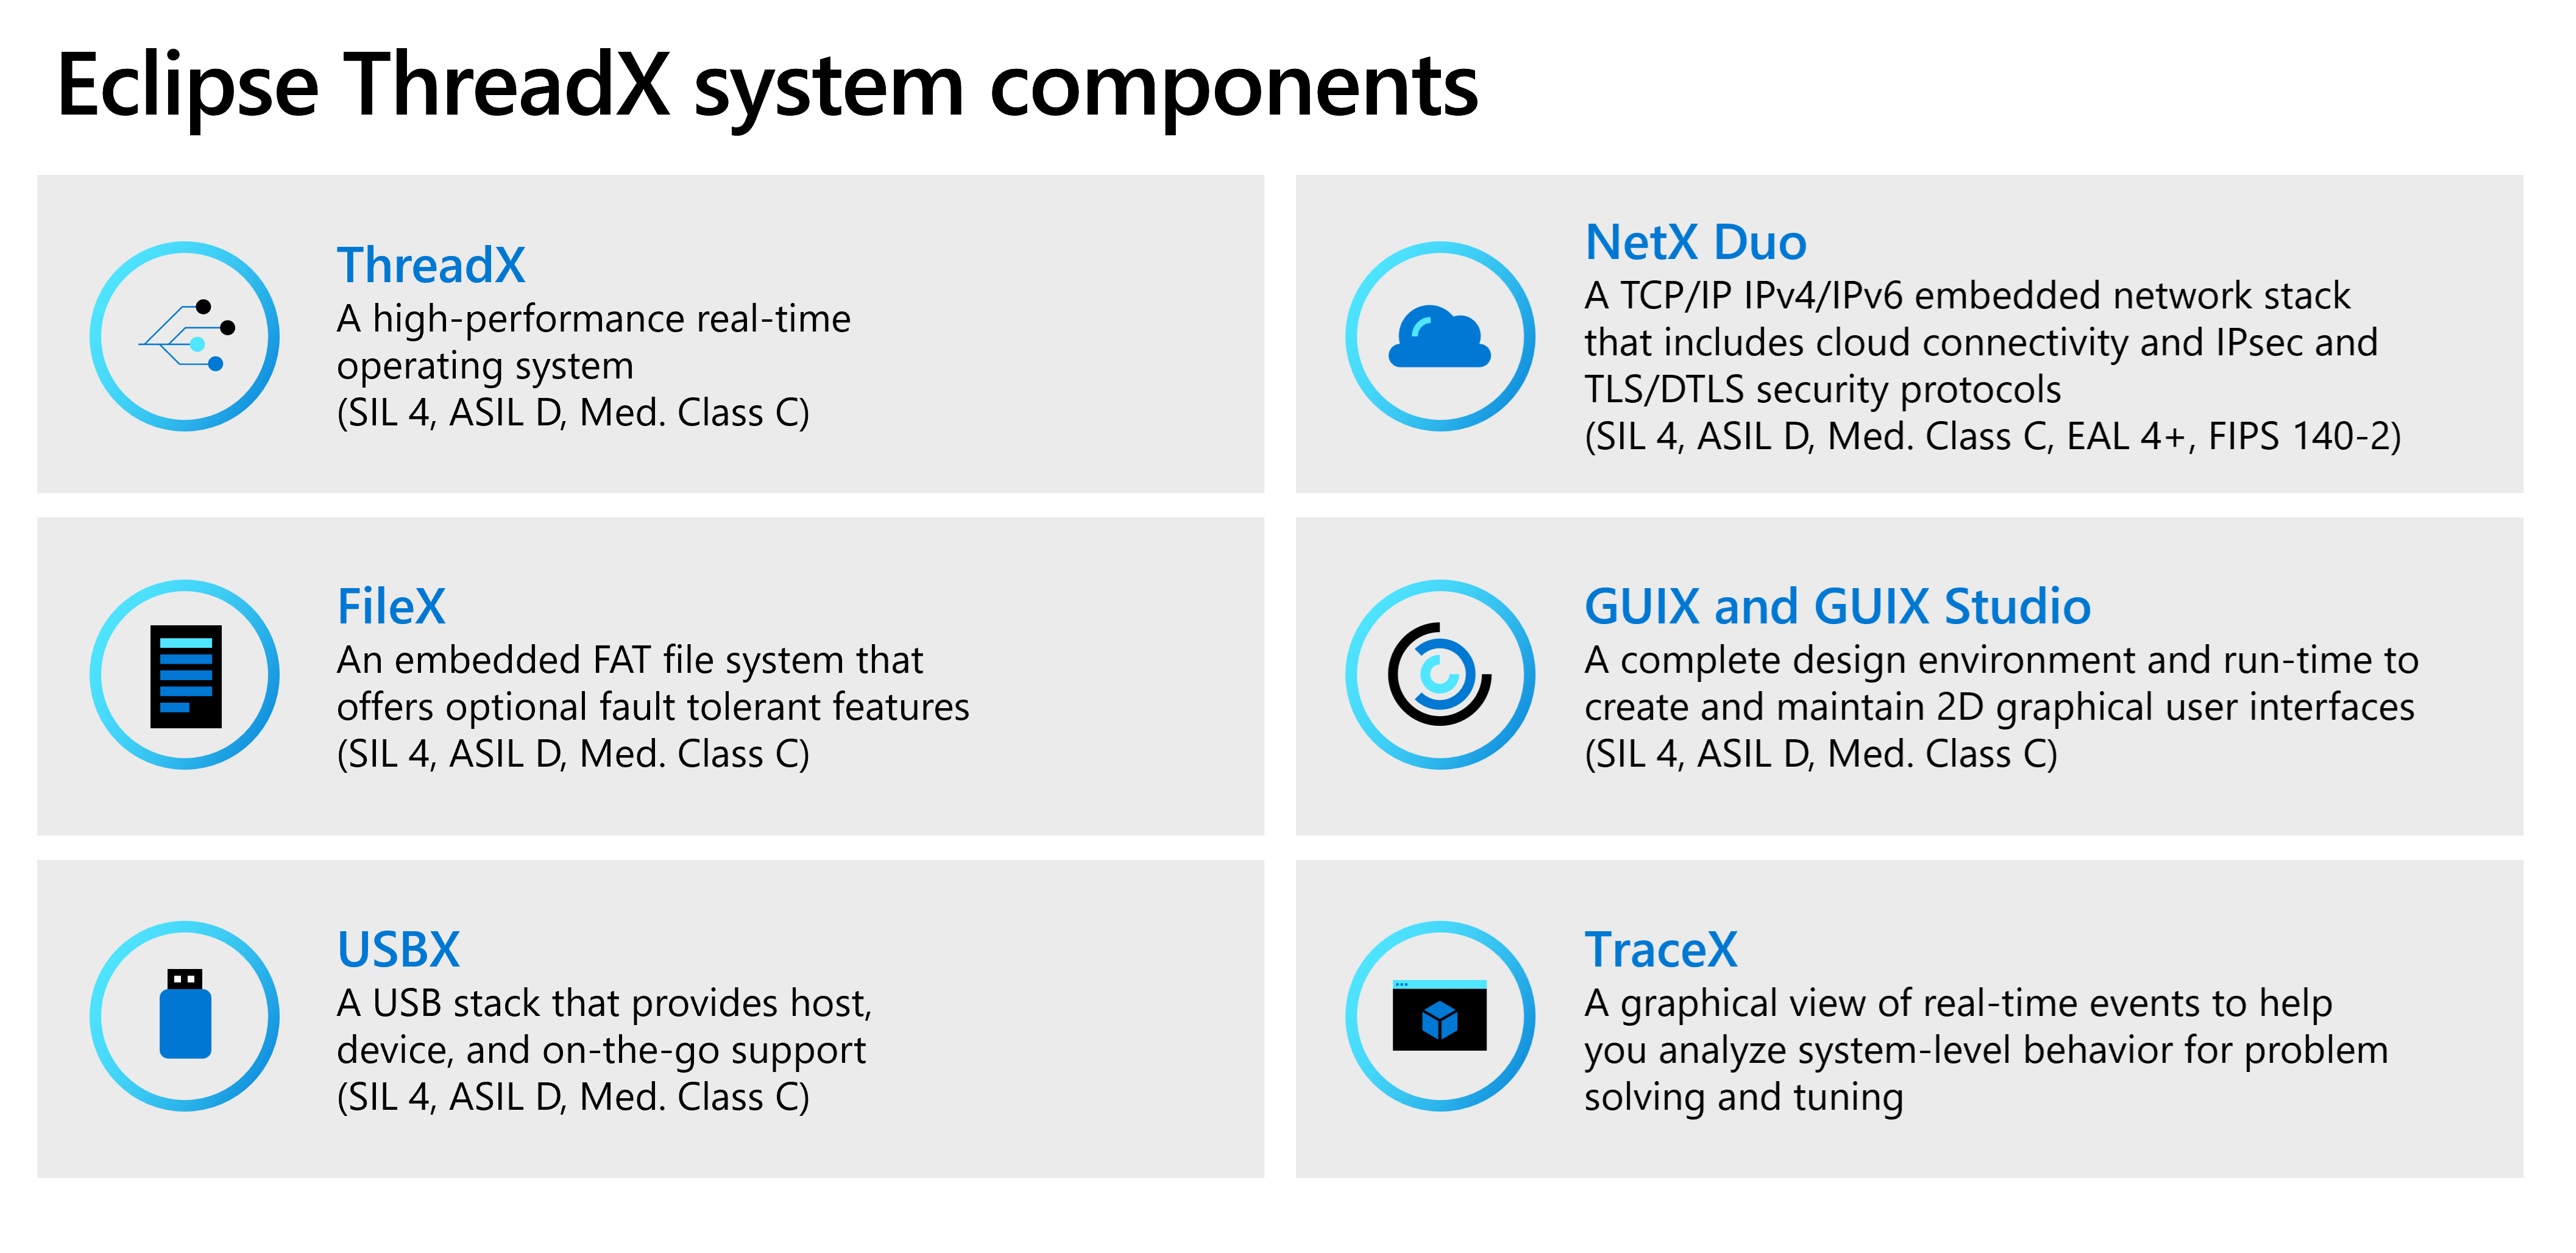 Eclipse ThreadX system components
ThreadX
A high-performance real-time
operating system
(SIL 4, ASIL D, Med. Class C)
NetX Duo
A TCP/IP IPv4/IPv6 embedded network stack
that includes cloud connectivity and IPsec and
TLS/DTLS security protocols
(SIL 4, ASIL D, Med. Class C, EAL 4+, FIPS 140-2)
FileX
An embedded FAT file system that
offers optional fault tolerant features
(SIL 4, ASIL D, Med. Class C)
GUIX and GUIX Studio
A complete design environment and run-time to
create and maintain 2D graphical user interfaces
(SIL 4, ASIL D, Med. Class C)
USBX
A USB stack that provides host,
device, and on-the-go support
(SIL 4, ASIL D, Med. Class C)
TraceX
A graphical view of real-time events to help
you analyze system-level behavior for problem
solving and tuning